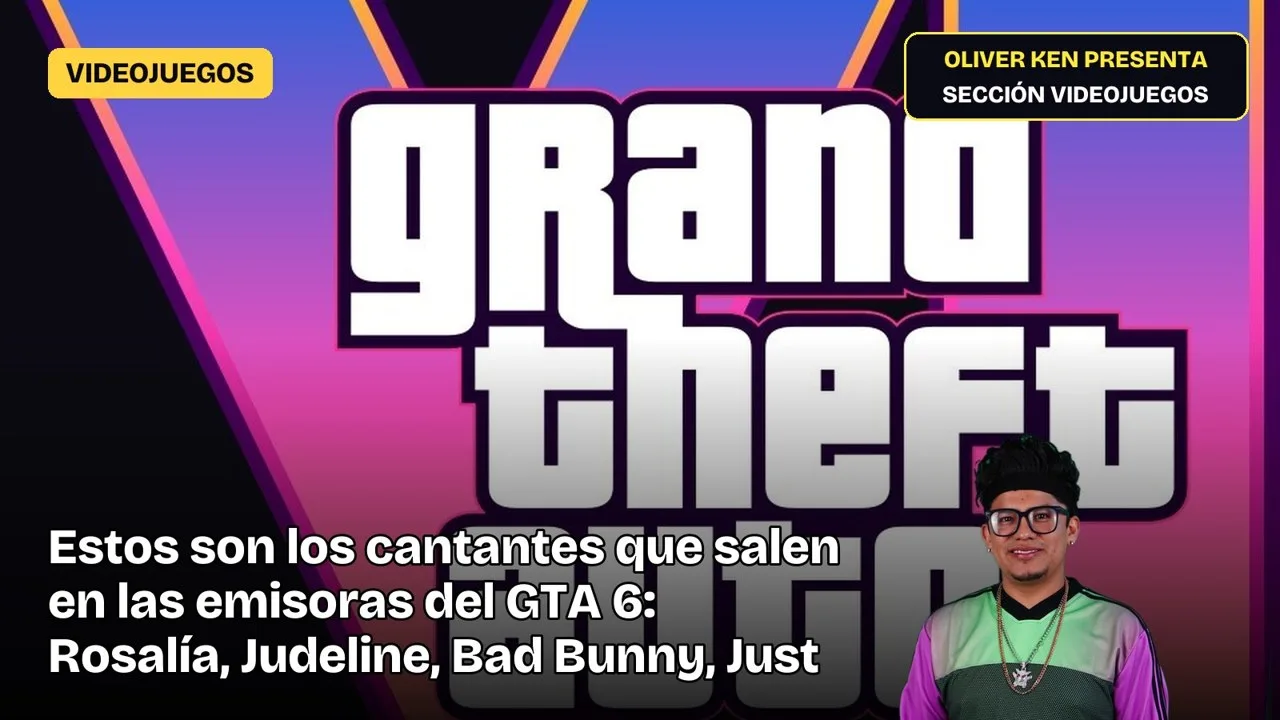 VIDEOJUEGOS
OLIVER KEN PRESENTA
SECCIÓN VIDEOJUEGOS
grand
theft
auto
Estos son los cantantes que salen
en las emisoras del GTA 6:
Rosalía, Judeline, Bad Bunny, Just